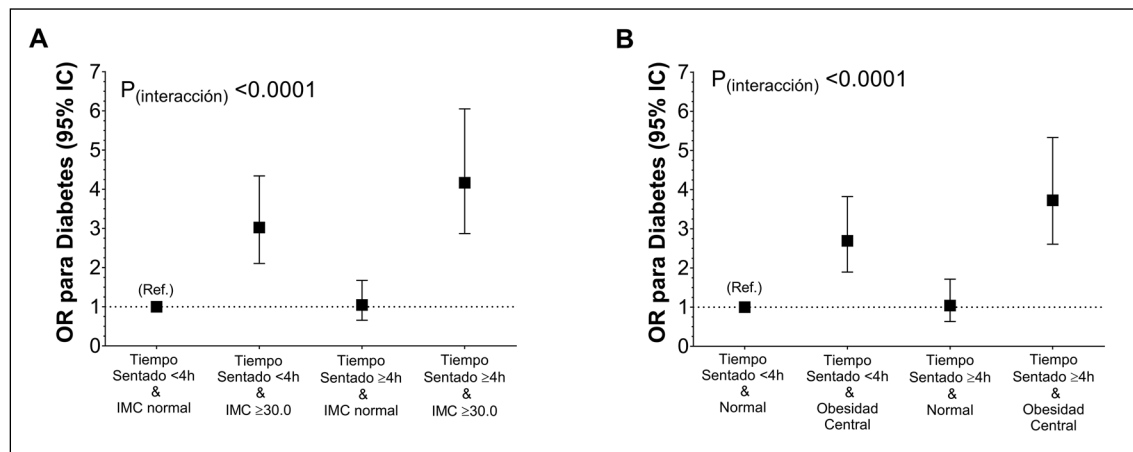 A
OR para Diabetes (95% IC)
7
6
5
4
3
2
1
0
P(interacción) <0.0001
(Ref.)
Tiempo
Sentado <4h
&
IMC normal
Tiempo
Sentado <4h
&
IMC ≥30.0
Tiempo
Sentado ≥4h
&
IMC normal
Tiempo
Sentado ≥4h
&
IMC ≥30.0
B
OR para Diabetes (95% IC)
7
6
5
4
3
2
1
0
P(interacción) <0.0001
(Ref.)
Tiempo
Sentado <4h
&
Normal
Tiempo
Sentado <4h
&
Obesidad
Central
Tiempo
Sentado ≥4h
&
Normal
Tiempo
Sentado ≥4h
&
Obesidad
Central